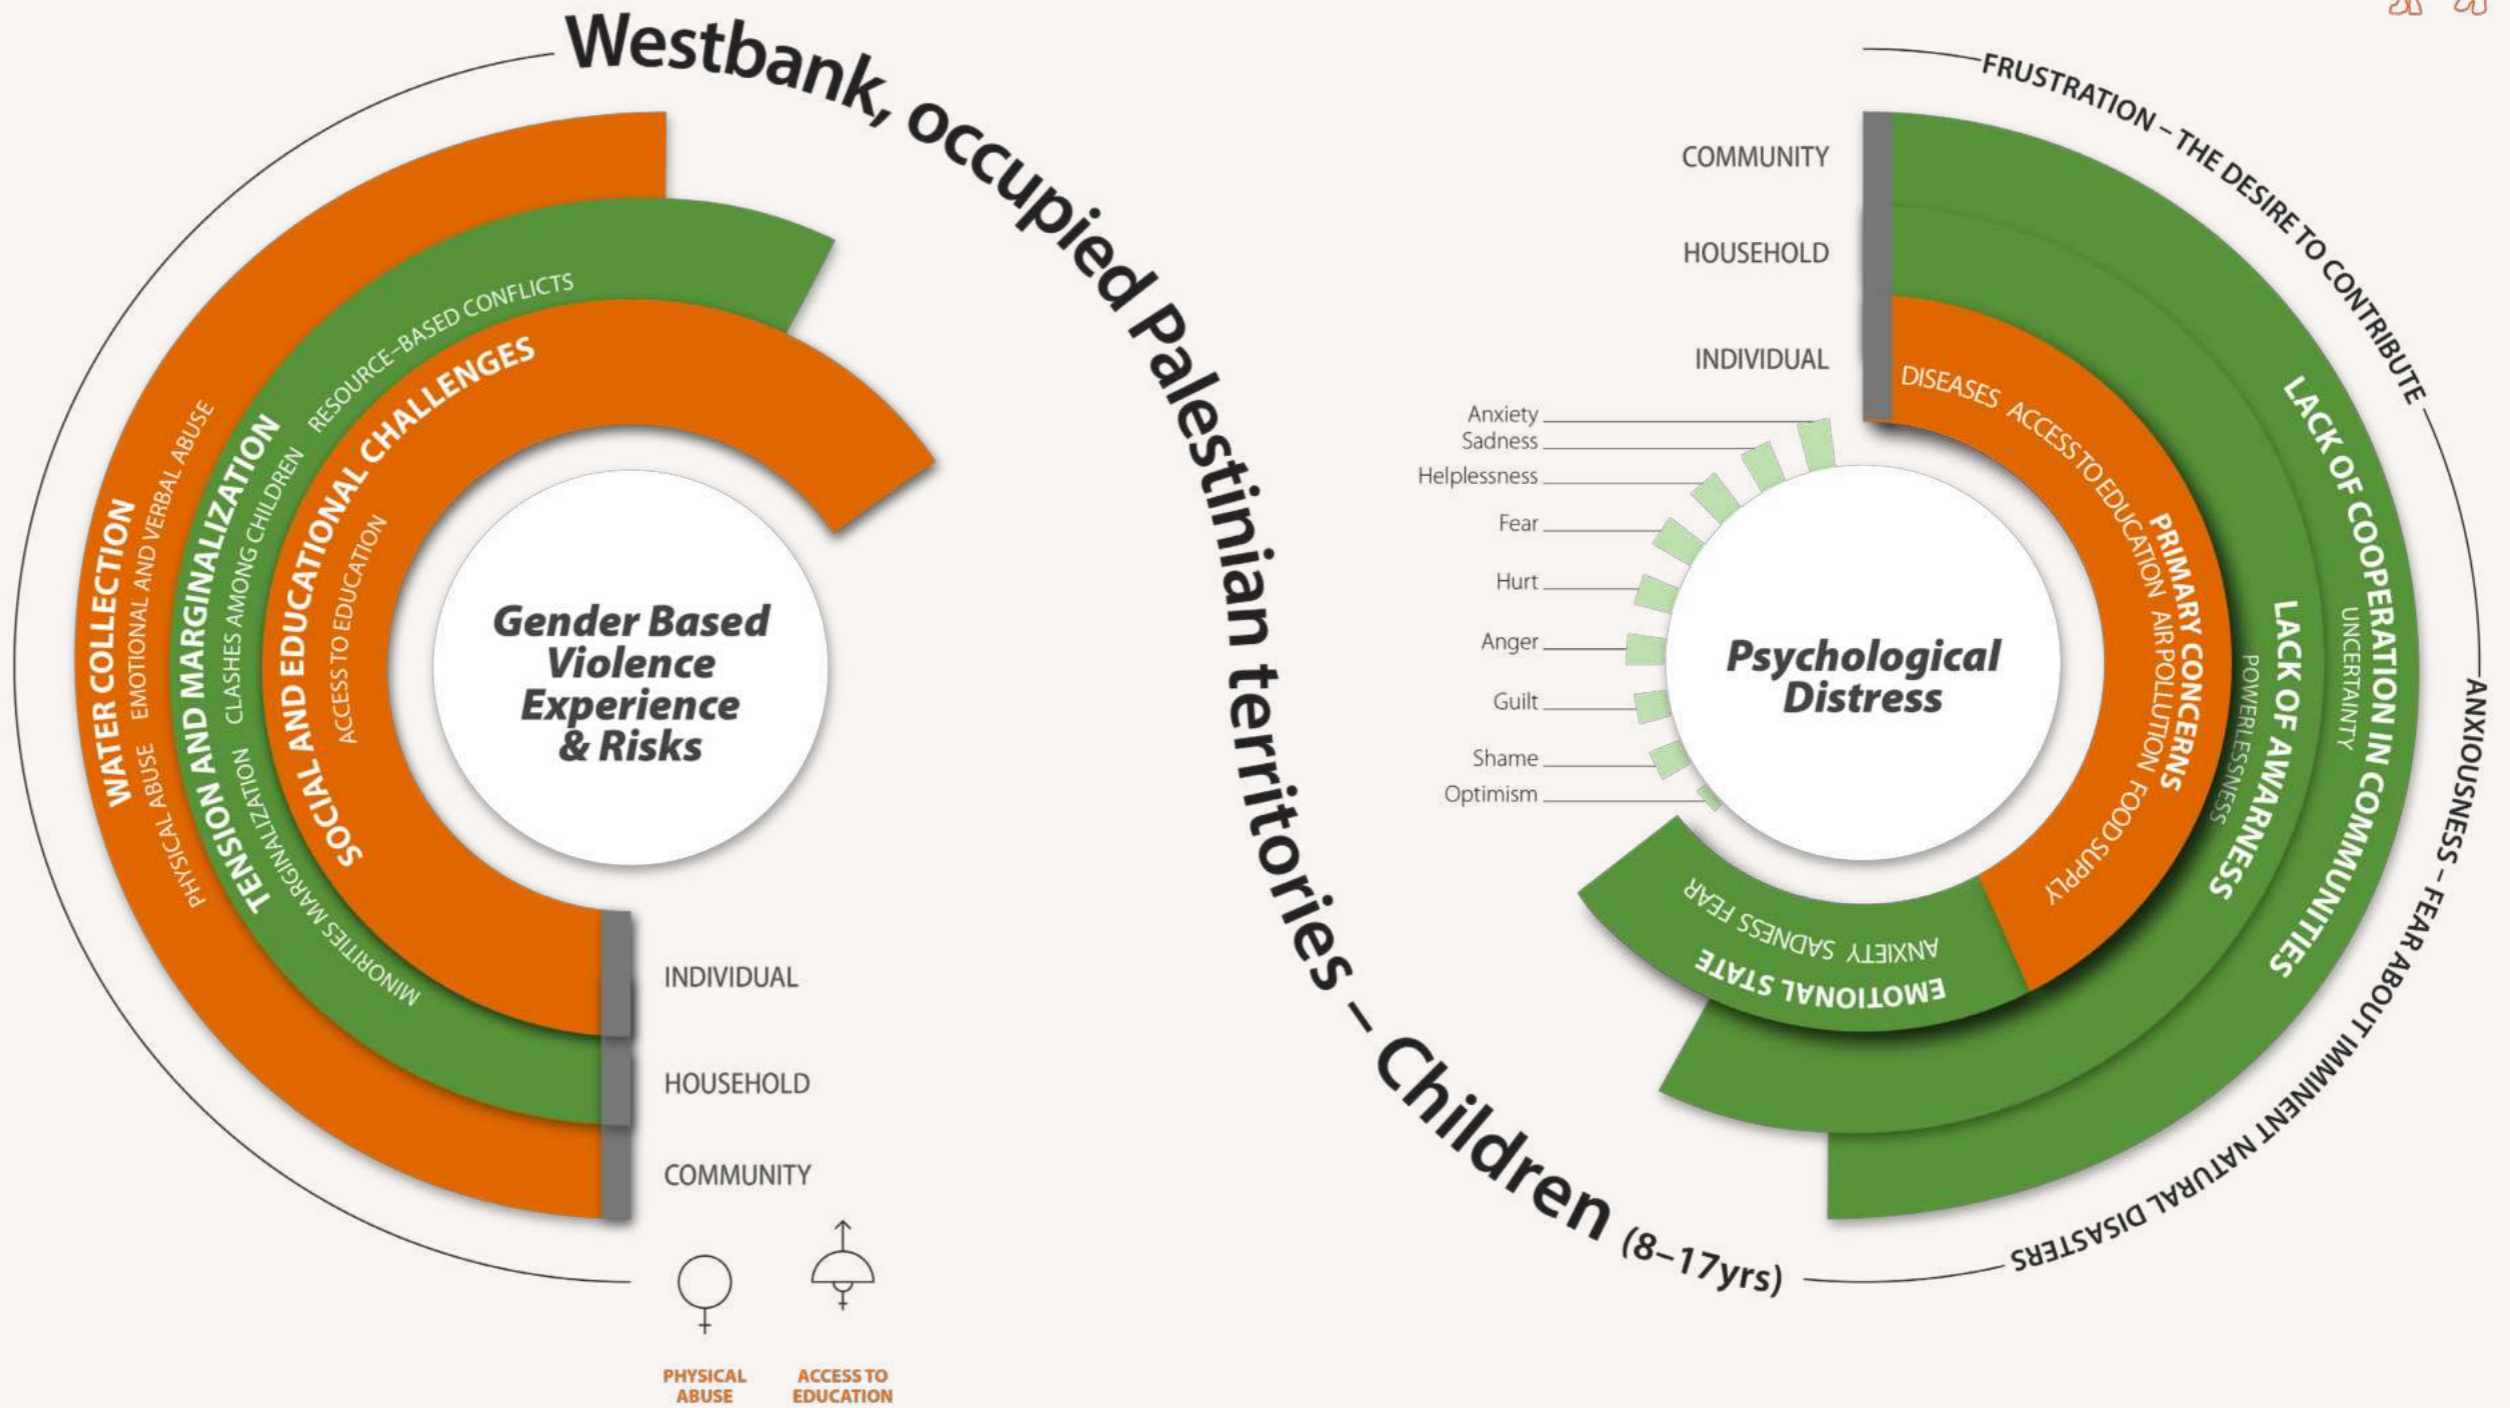 Westbank, occupied Palestinian territories – Children (8–17yrs)
WATER COLLECTION
PHYSICAL ABUSE EMOTIONAL AND VERBAL ABUSE
TENSION AND MARGINALIZATION
MINORITIES MARGINALIZATION CLASHES AMONG CHILDREN RESOURCE–BASED CONFLICTS
SOCIAL AND EDUCATIONAL CHALLENGES
ACCESS TO EDUCATION
Gender Based
Violence
Experience
& Risks
INDIVIDUAL
HOUSEHOLD
COMMUNITY
PHYSICAL
ABUSE
ACCESS TO
EDUCATION
FRUSTRATION – THE DESIRE TO CONTRIBUTE
ANXIOUSNESS – FEAR ABOUT IMMINENT NATURAL DISASTERS
COMMUNITY
HOUSEHOLD
INDIVIDUAL
LACK OF COOPERATION IN COMMUNITIES
UNCERTAINTY
LACK OF AWARNESS
POWERLESSNESS
PRIMARY CONCERNS
DISEASES ACCESS TO EDUCATION AIR POLLUTION FOOD SUPPLY
EMOTIONAL STATE
ANXIETY SADNESS FEAR
Anxiety
Sadness
Helplessness
Fear
Hurt
Anger
Guilt
Shame
Optimism
Psychological
Distress